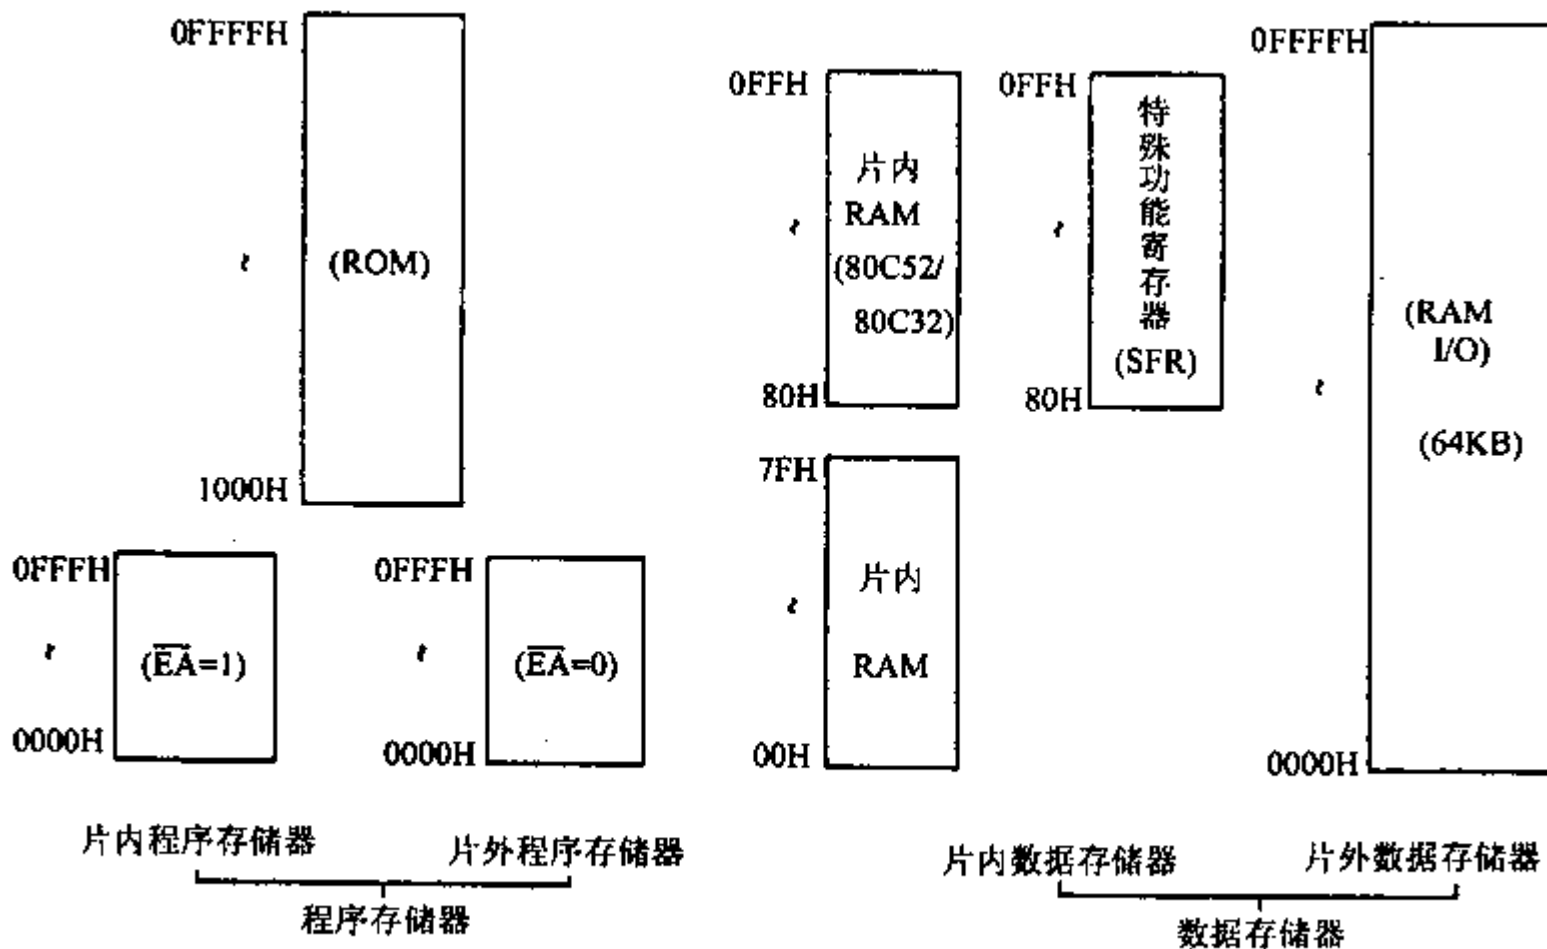 0FFFFH
(ROM)
1000H
0FFFH
(E̅A̅=1)
0000H
0FFFH
(E̅A̅=0)
0000H
片内程序存储器
片外程序存储器
程序存储器
0FFH
片内
RAM
(80C52/
80C32)
80H
7FH
片内
RAM
00H
0FFH
特殊功能寄存器
(SFR)
80H
0FFFFH
(RAM
I/O)
(64KB)
0000H
片内数据存储器
片外数据存储器
数据存储器